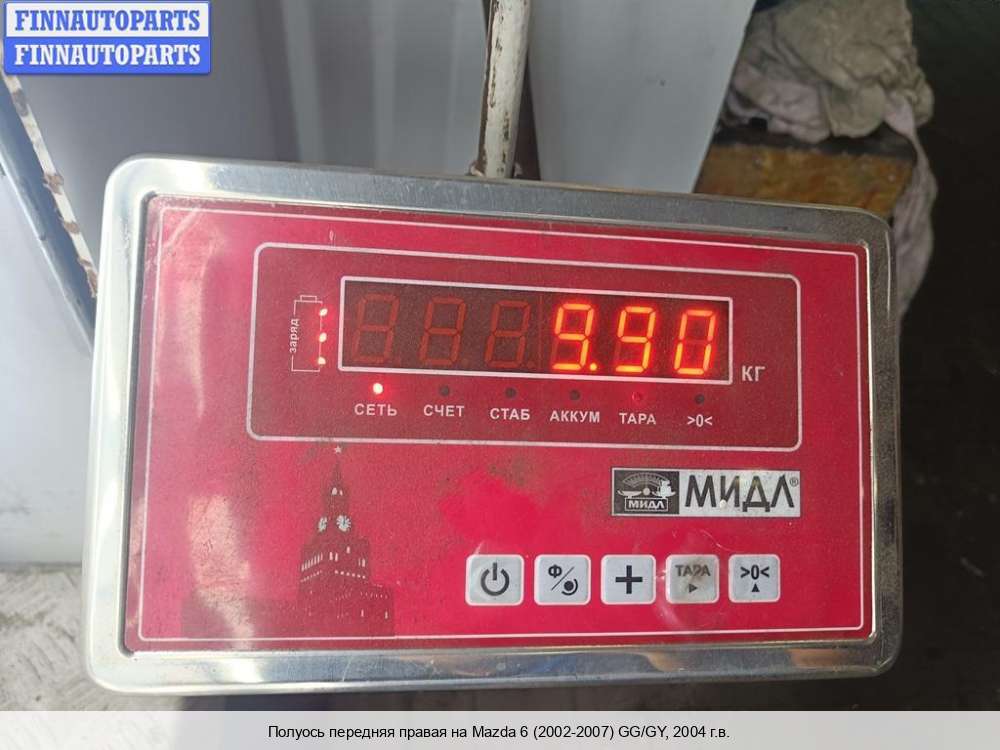 FINNAUTOPARTS
FINNAUTOPARTS
заряд
9.90
КГ
СЕТЬ СЧЕТ СТАБ АККУМ ТАРА >0<
МИДЛ МИДЛ®
Ф
ТАРА >0<
Полуось передняя правая на Mazda 6 (2002-2007) GG/GY, 2004 г.в.